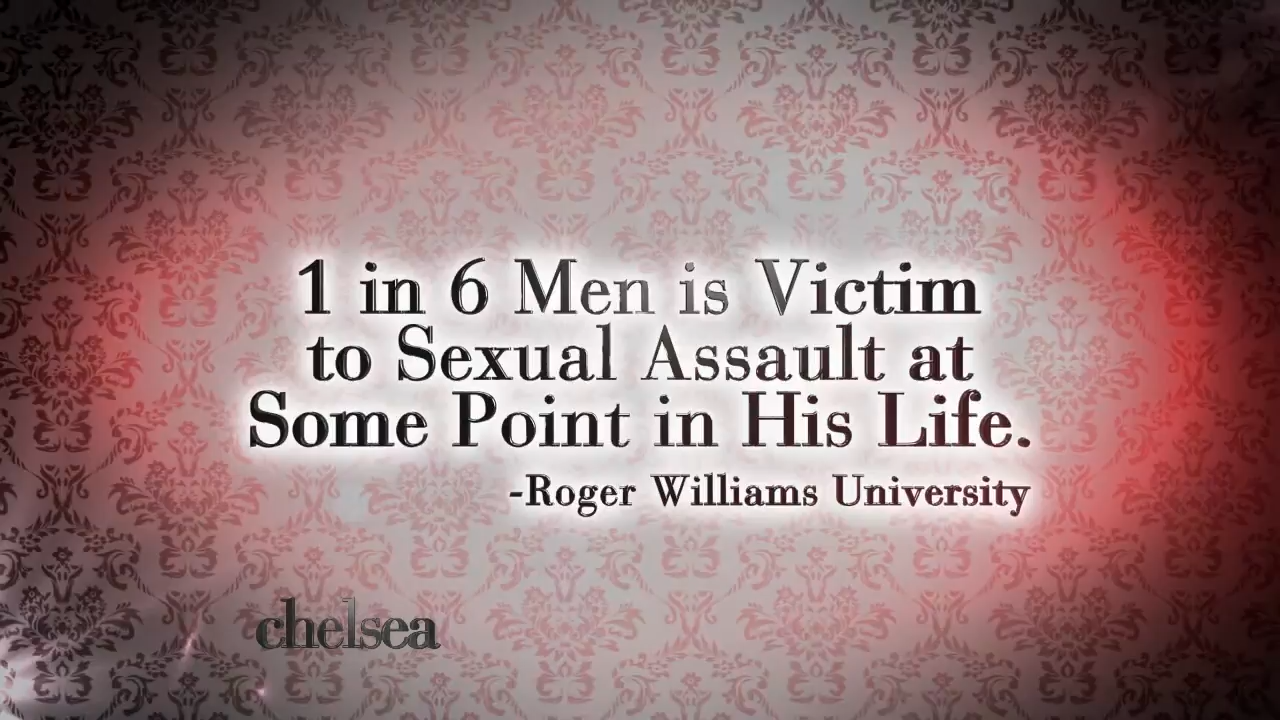 1 in 6 Men is Victim
to Sexual Assault at
Some Point in His Life.
-Roger Williams University
chelsea